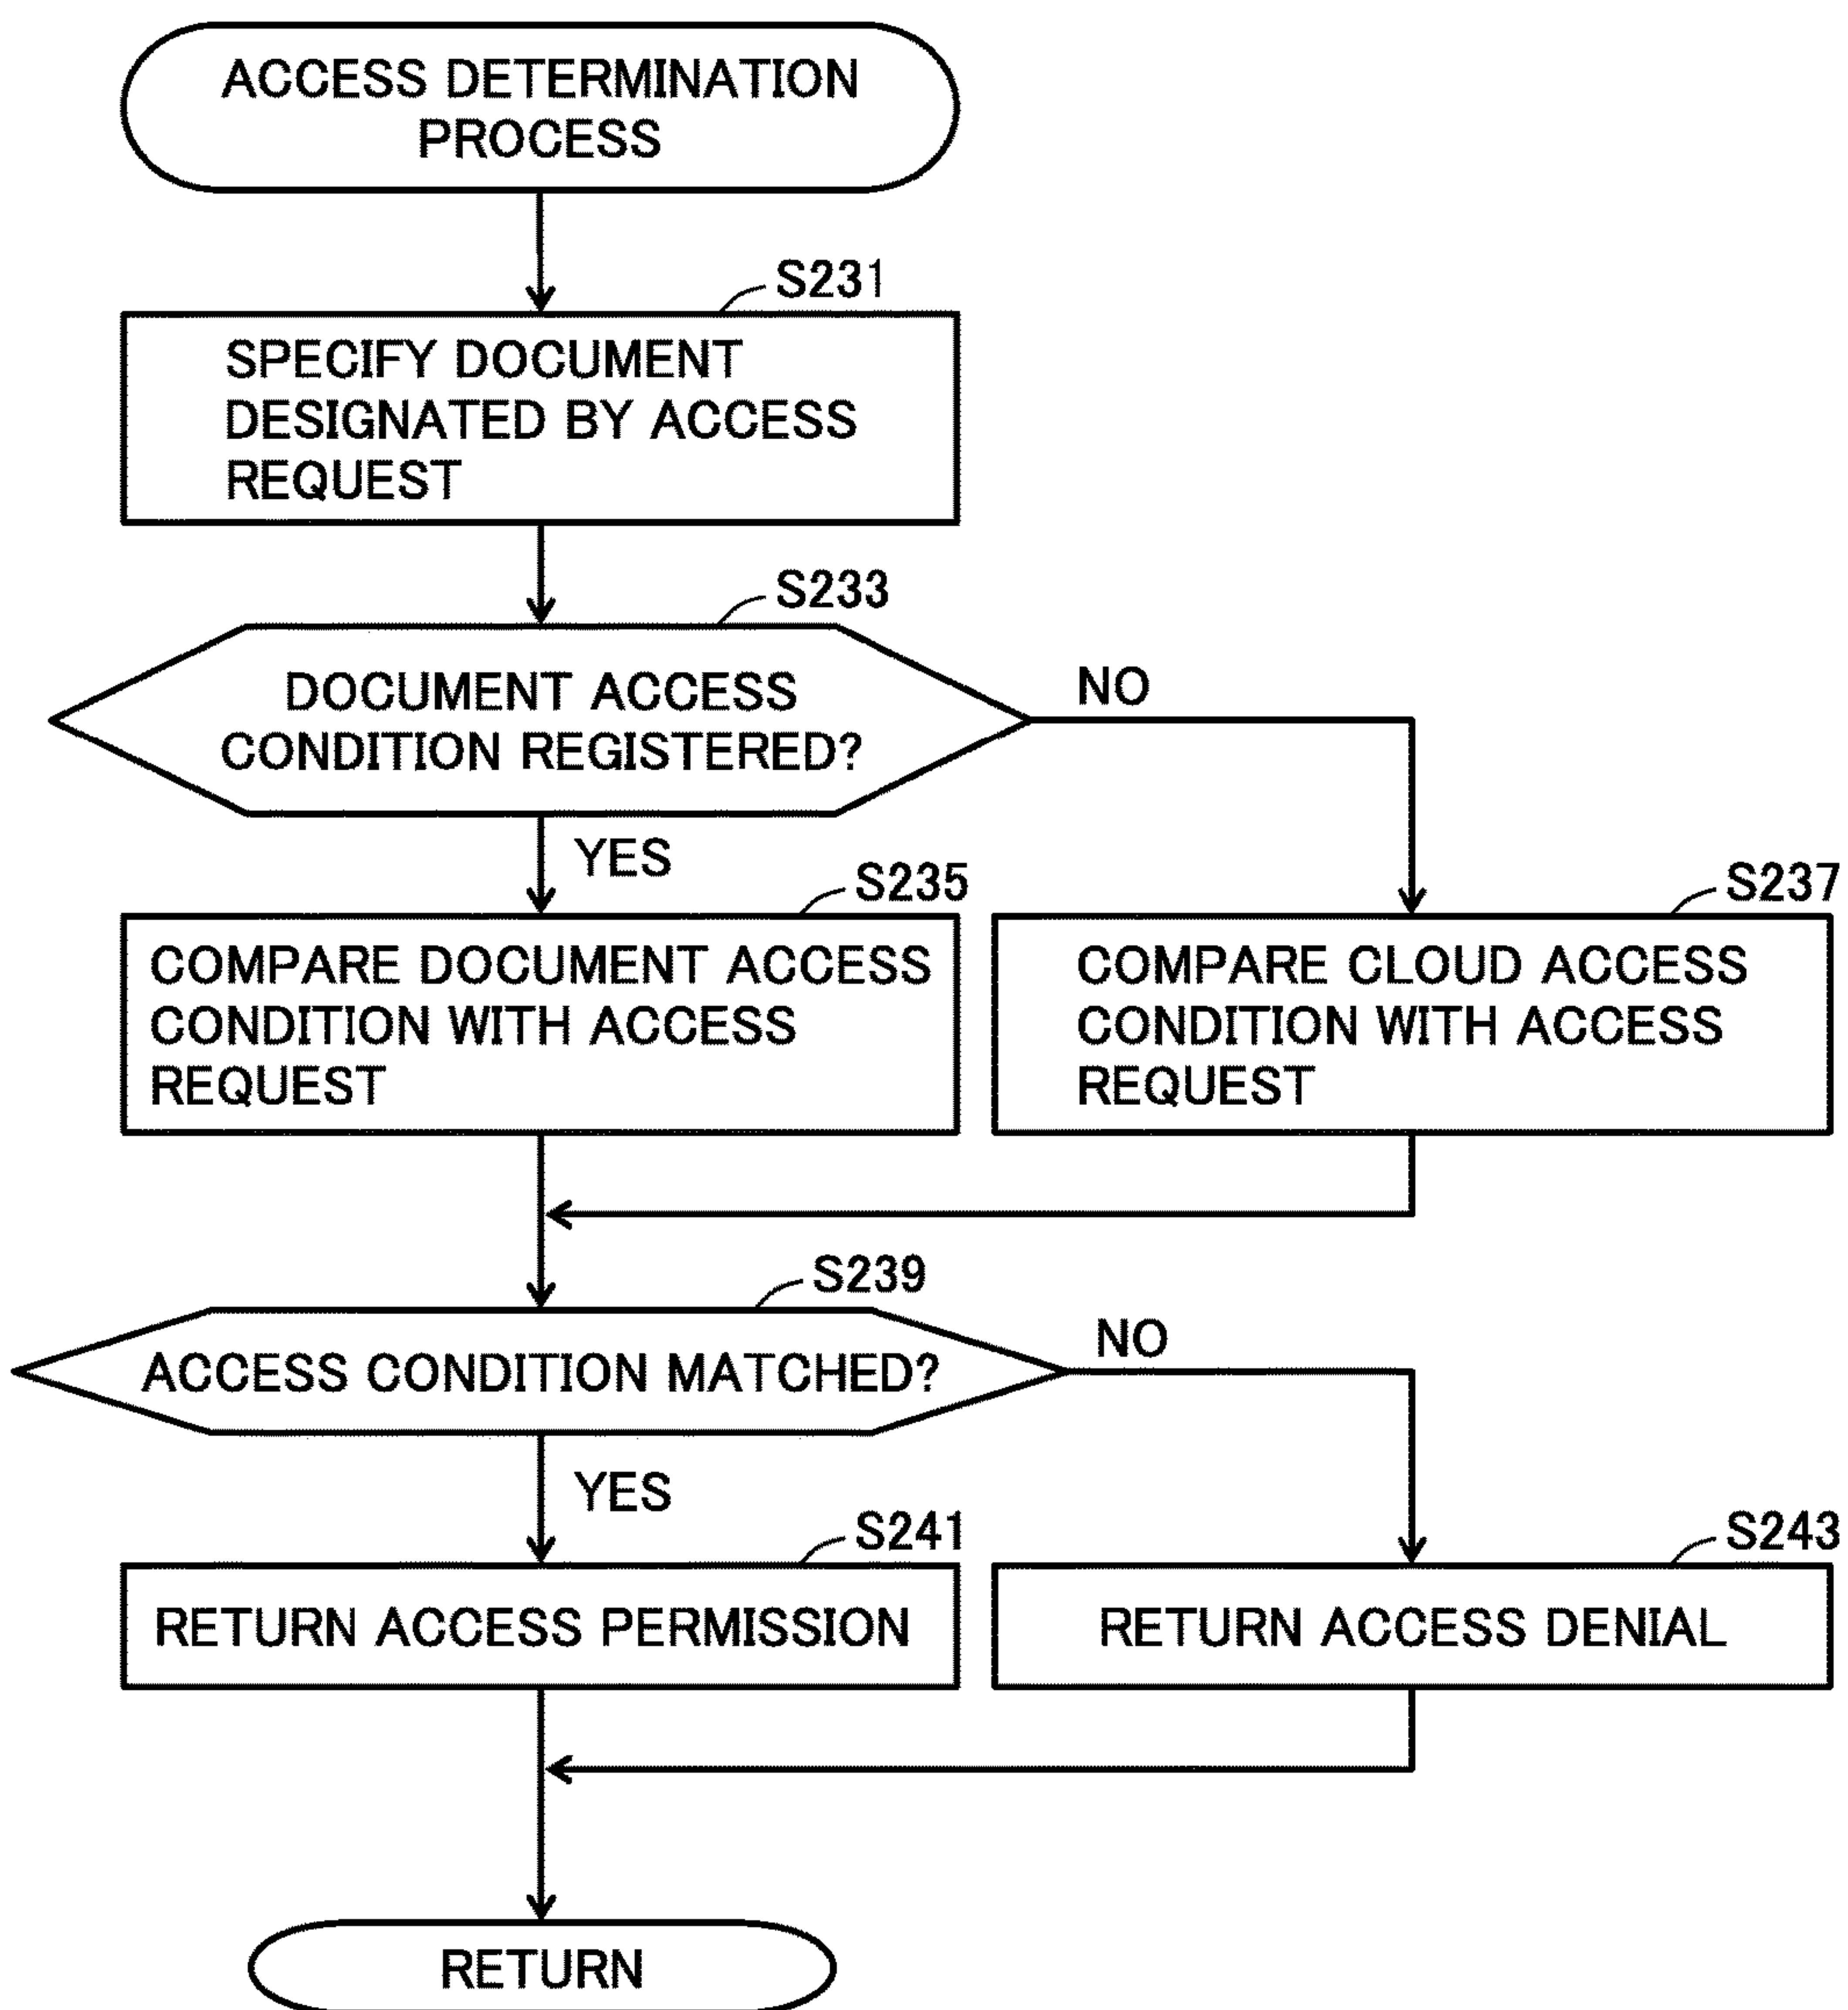 ACCESS DETERMINATION
PROCESS
S231
SPECIFY DOCUMENT
DESIGNATED BY ACCESS
REQUEST
S233
DOCUMENT ACCESS
CONDITION REGISTERED?
NO
YES
S235
COMPARE DOCUMENT ACCESS
CONDITION WITH ACCESS
REQUEST
S237
COMPARE CLOUD ACCESS
CONDITION WITH ACCESS
REQUEST
S239
ACCESS CONDITION MATCHED?
NO
YES
S241
RETURN ACCESS PERMISSION
S243
RETURN ACCESS DENIAL
RETURN